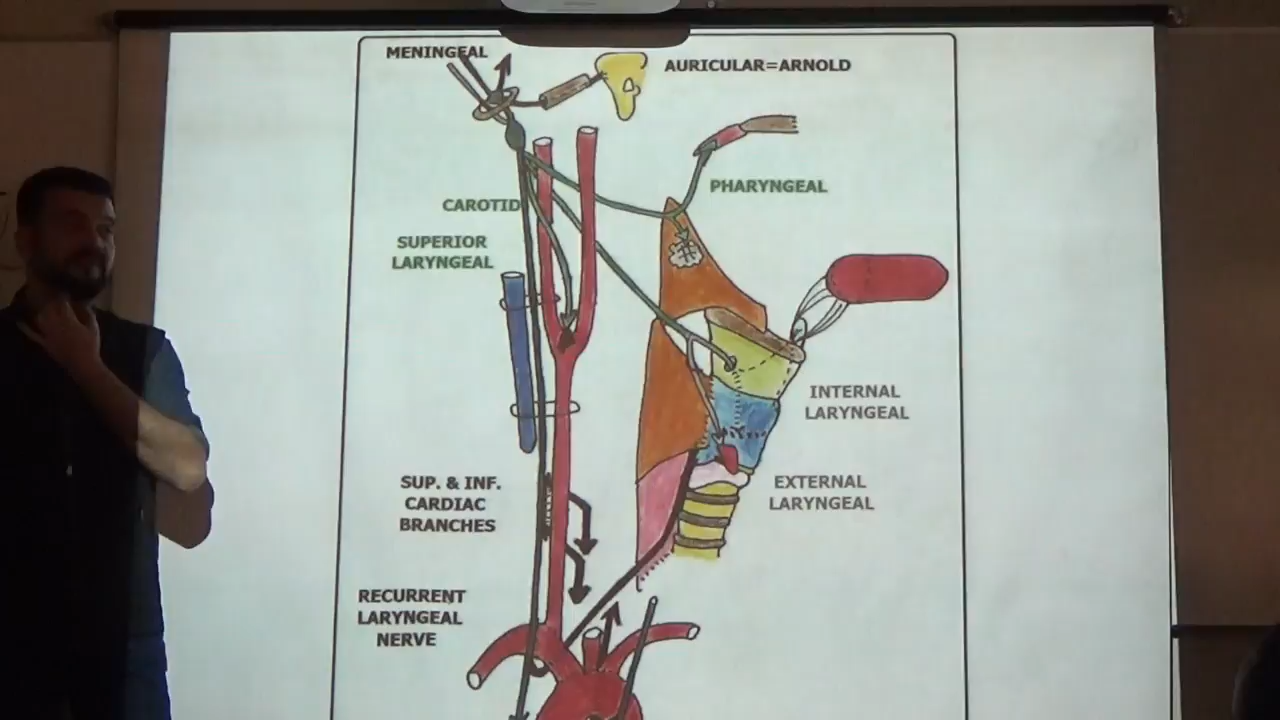 MENINGEAL
AURICULAR=ARNOLD
PHARYNGEAL
CAROTID
SUPERIOR
LARYNGEAL
INTERNAL
LARYNGEAL
EXTERNAL
LARYNGEAL
SUP. & INF.
CARDIAC
BRANCHES
RECURRENT
LARYNGEAL
NERVE